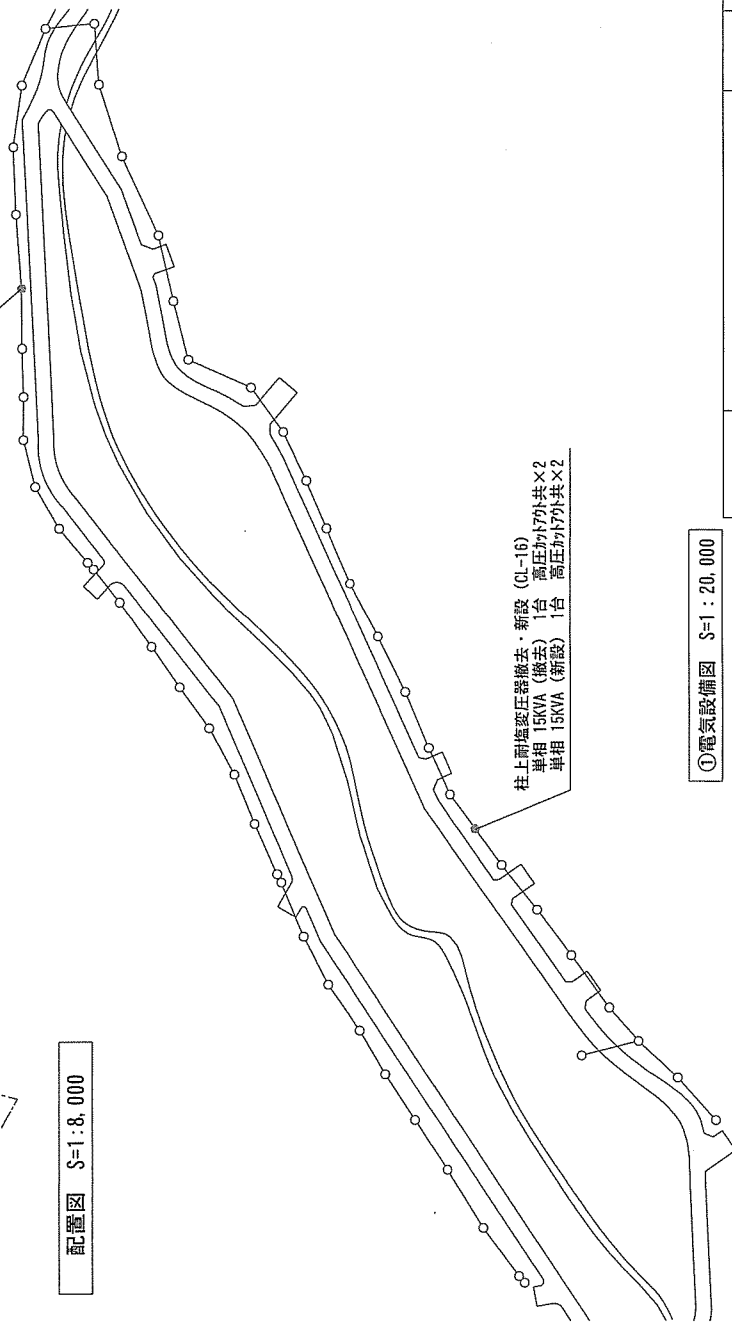 配置図 S=1:8,000
柱上耐塩変圧器撤去・新設 (CL-16)
単相 15KVA (撤去) 1台 高圧ｶｯﾄｱｳﾄ共×2
単相 15KVA (新設) 1台 高圧ｶｯﾄｱｳﾄ共×2
①電気設備図 S=1:20,000